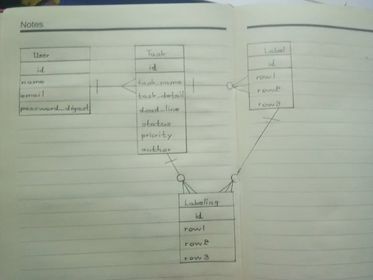 Notes
User
id
name
email
password_digest
Task
id
task_name
task_detail
dead_line
status
priority
author
Label
id
row1
row2
row3
Labeling
id
row1
row2
row3